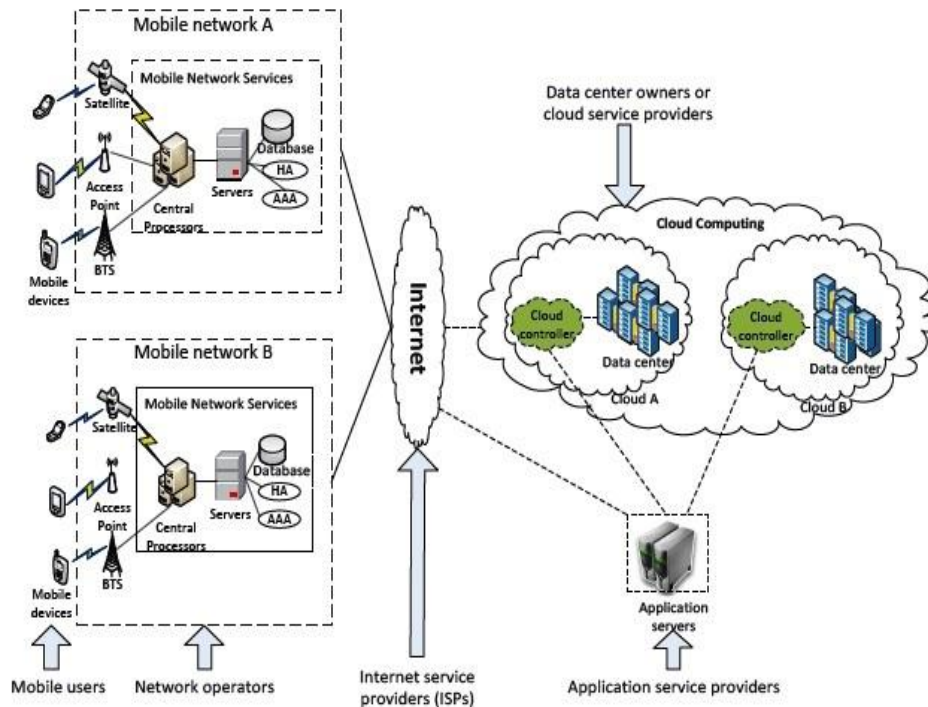 Mobile network A
Mobile Network Services
Satellite
Database
HA
AAA
Access
Point
Servers
Central
Processors
BTS
Mobile
devices
Mobile network B
Mobile Network Services
Satellite
Database
HA
AAA
Access
Point
Servers
Central
Processors
BTS
Mobile
devices
Mobile users
Network operators
Internet
Internet service
providers (ISPs)
Data center owners or
cloud service providers
Cloud Computing
Cloud
controller
Data center
Cloud A
Cloud
controller
Data center
Cloud B
Application
servers
Application service providers